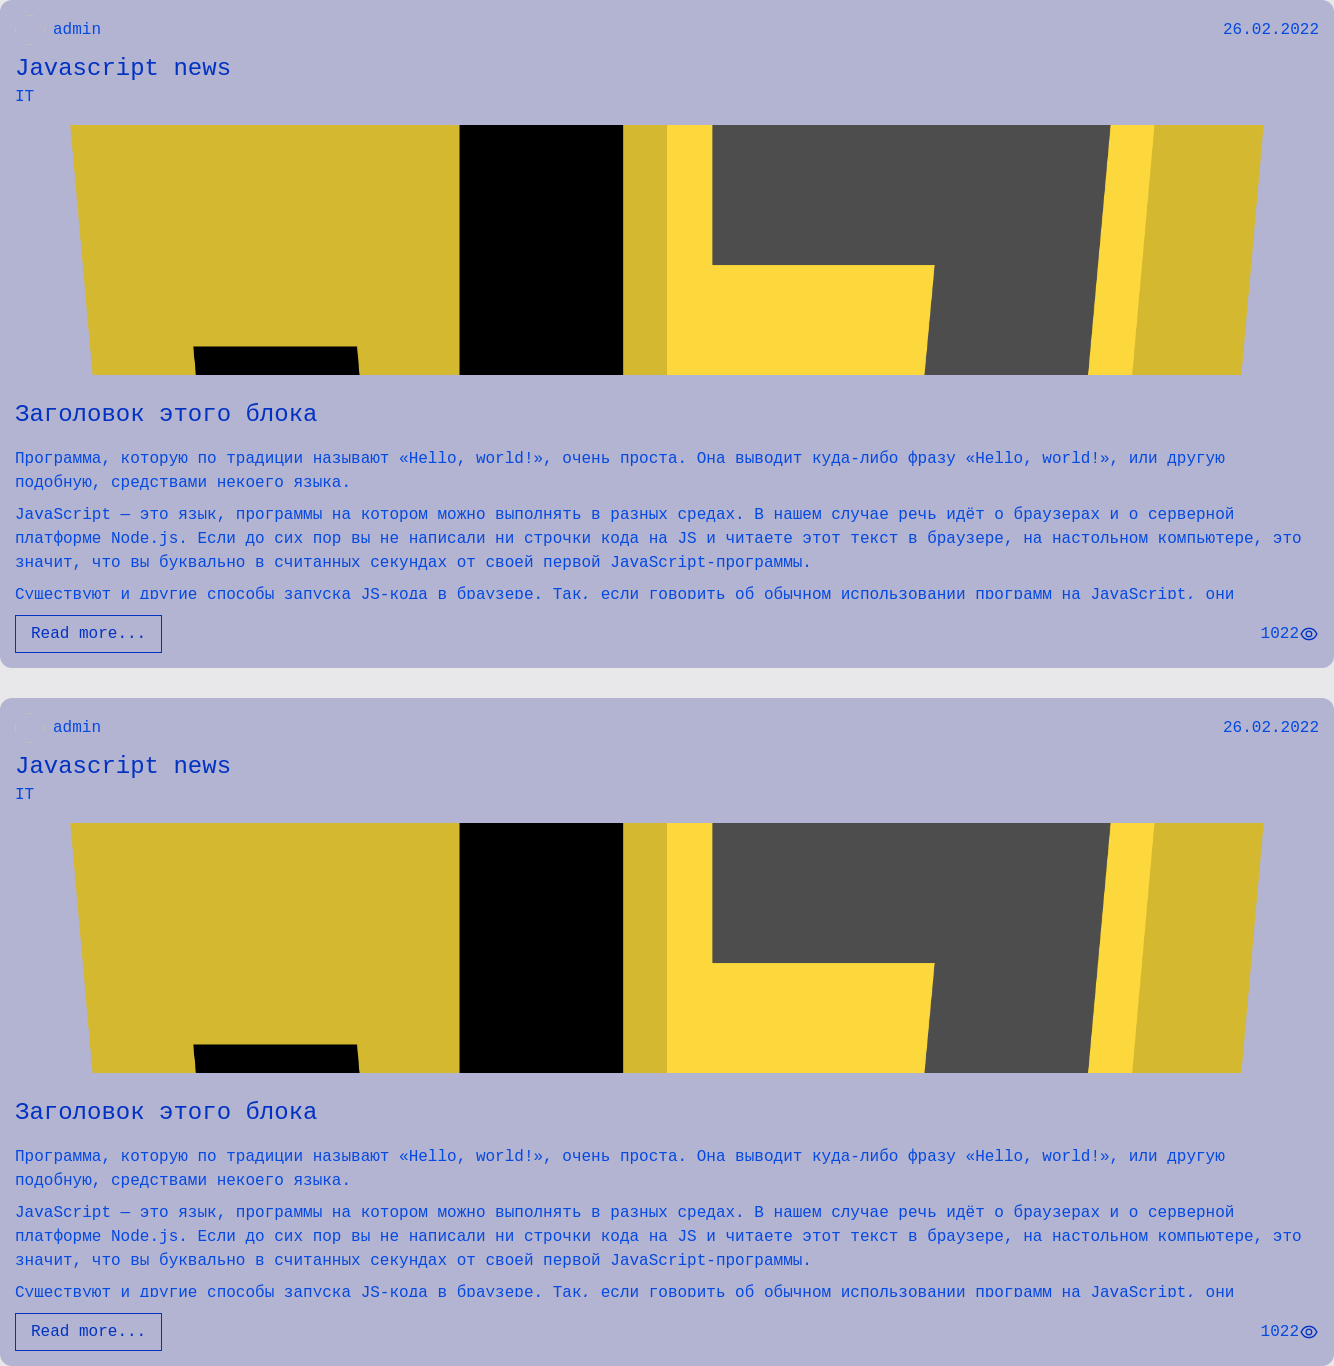 admin
26.02.2022
Javascript news
IT
Заголовок этого блока
Программа, которую по традиции называют «Hello, world!», очень проста. Она выводит куда-либо фразу «Hello, world!», или другую
подобную, средствами некоего языка.
JavaScript — это язык, программы на котором можно выполнять в разных средах. В нашем случае речь идёт о браузерах и о серверной
платформе Node.js. Если до сих пор вы не написали ни строчки кода на JS и читаете этот текст в браузере, на настольном компьютере, это
значит, что вы буквально в считанных секундах от своей первой JavaScript-программы.
Существуют и другие способы запуска JS-кода в браузере. Так, если говорить об обычном использовании программ на JavaScript, они
Read more...
1022
admin
26.02.2022
Javascript news
IT
Заголовок этого блока
Программа, которую по традиции называют «Hello, world!», очень проста. Она выводит куда-либо фразу «Hello, world!», или другую
подобную, средствами некоего языка.
JavaScript — это язык, программы на котором можно выполнять в разных средах. В нашем случае речь идёт о браузерах и о серверной
платформе Node.js. Если до сих пор вы не написали ни строчки кода на JS и читаете этот текст в браузере, на настольном компьютере, это
значит, что вы буквально в считанных секундах от своей первой JavaScript-программы.
Существуют и другие способы запуска JS-кода в браузере. Так, если говорить об обычном использовании программ на JavaScript, они
Read more...
1022